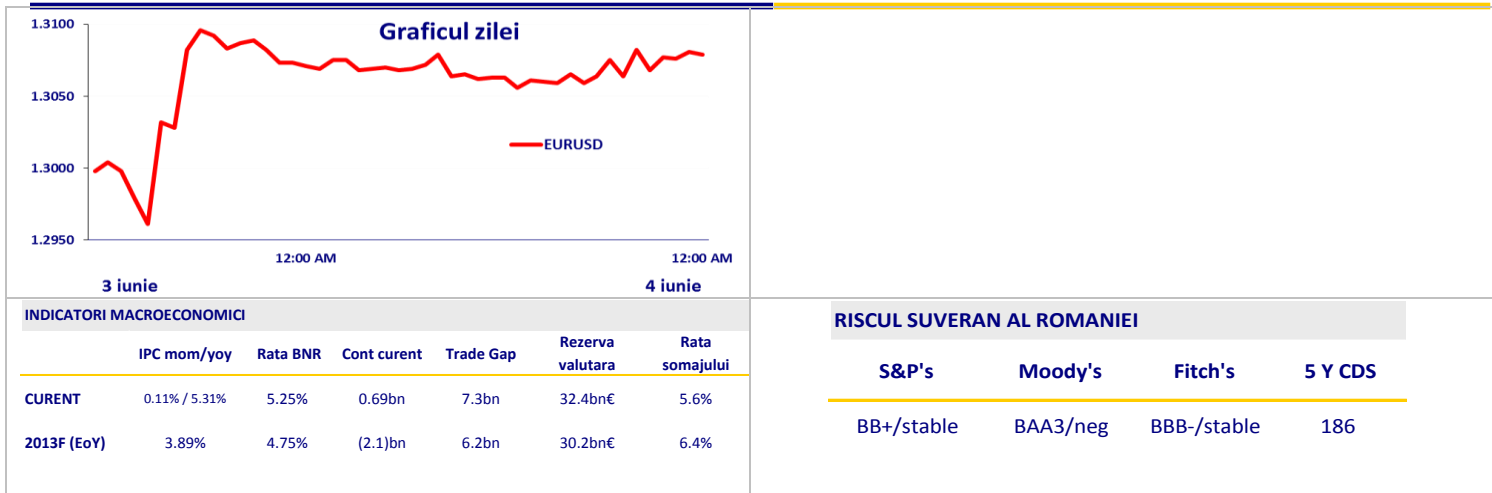 Graficul zilei
1.3100
1.3050
1.3000
1.2950
EURUSD
12:00 AM 12:00 AM
3 iunie 4 iunie
INDICATORI MACROECONOMICI
IPC mom/yoy Rata BNR Cont curent Trade Gap Rezerva valutara Rata somajului
CURENT 0.11% / 5.31% 5.25% 0.69bn 7.3bn 32.4bn€ 5.6%
2013F (EoY) 3.89% 4.75% (2.1)bn 6.2bn 30.2bn€ 6.4%
RISCUL SUVERAN AL ROMANIEI
S&P's Moody's Fitch's 5 Y CDS
BB+/stable BAA3/neg BBB-/stable 186